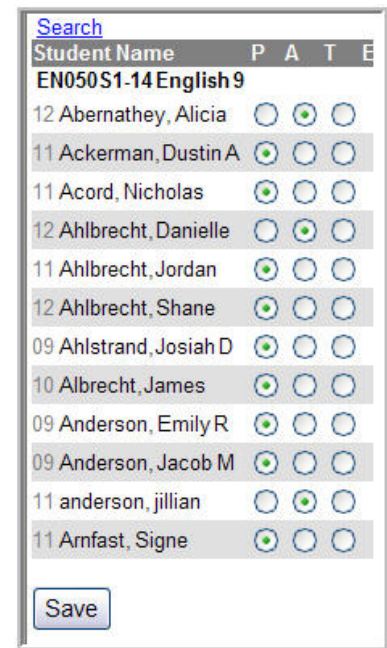 Search
Student Name P A T E
EN050S1-14 English 9
12 Abernathey, Alicia
11 Ackerman, Dustin A
11 Acord, Nicholas
12 Ahlbrecht, Danielle
11 Ahlbrecht, Jordan
12 Ahlbrecht, Shane
09 Ahlstrand, Josiah D
10 Albrecht, James
09 Anderson, Emily R
09 Anderson, Jacob M
11 anderson, jillian
11 Arnfast, Signe
Save